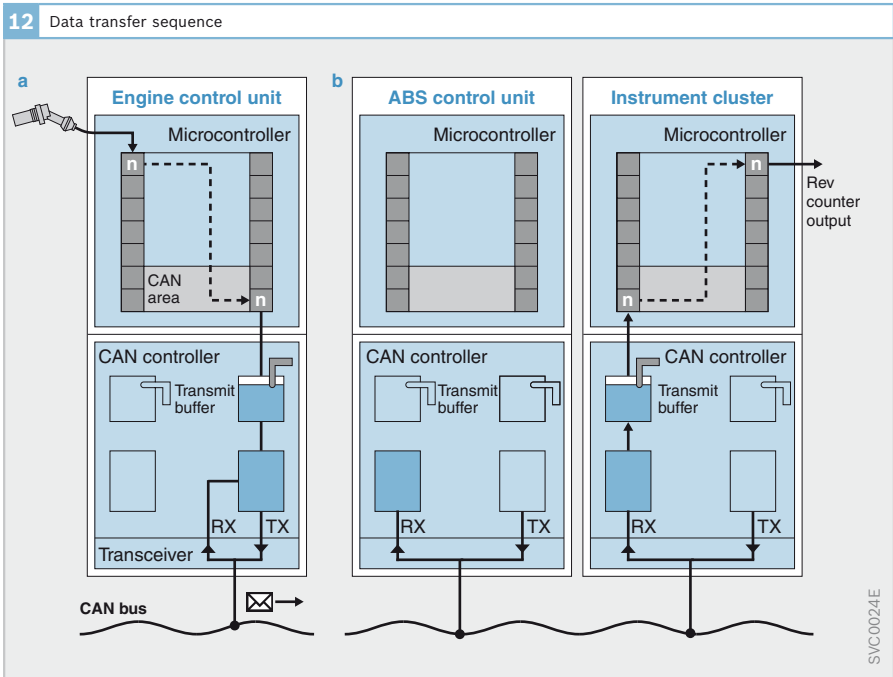 12 Data transfer sequence
a
Engine control unit
Microcontroller
n
CAN
area
n
CAN controller
Transmit
buffer
RX TX
Transceiver
CAN bus
b
ABS control unit
Microcontroller
CAN controller
Transmit
buffer
RX TX
Instrument cluster
Microcontroller
n
Rev
counter
output
n
CAN controller
Transmit
buffer
RX TX
SVC0024E